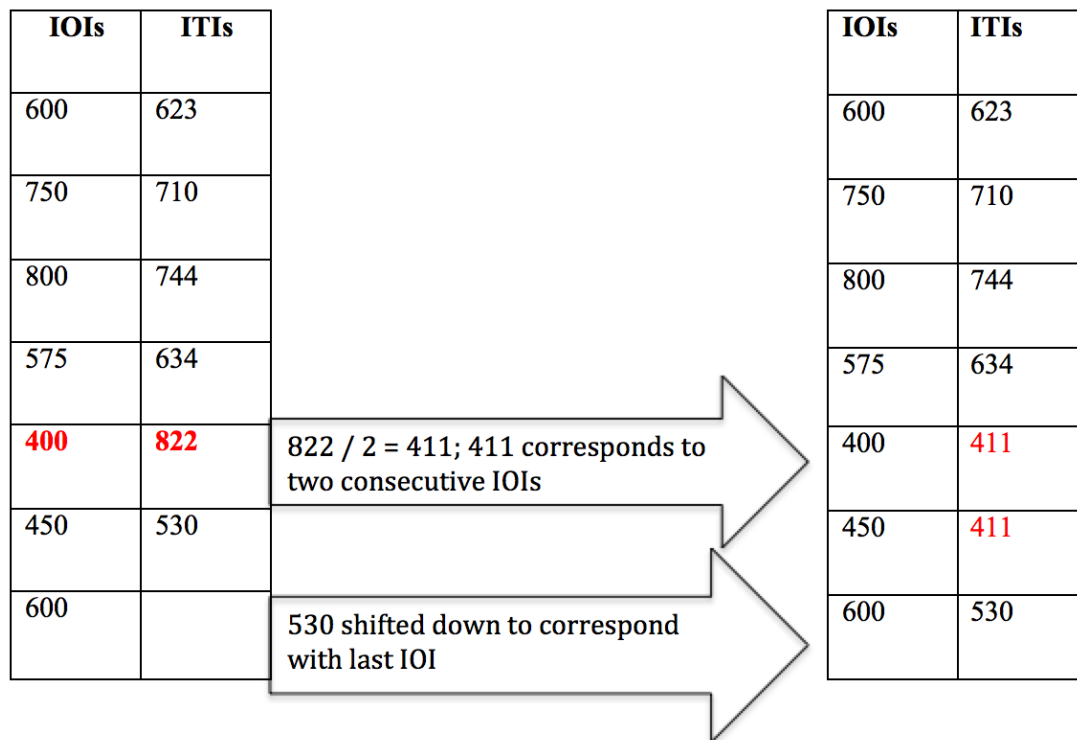 IOIs ITIs
600 623
750 710
800 744
575 634
400 822
450 530
600
822 / 2 = 411; 411 corresponds to
two consecutive IOIs
530 shifted down to correspond
with last IOI
IOIs ITIs
600 623
750 710
800 744
575 634
400 411
450 411
600 530